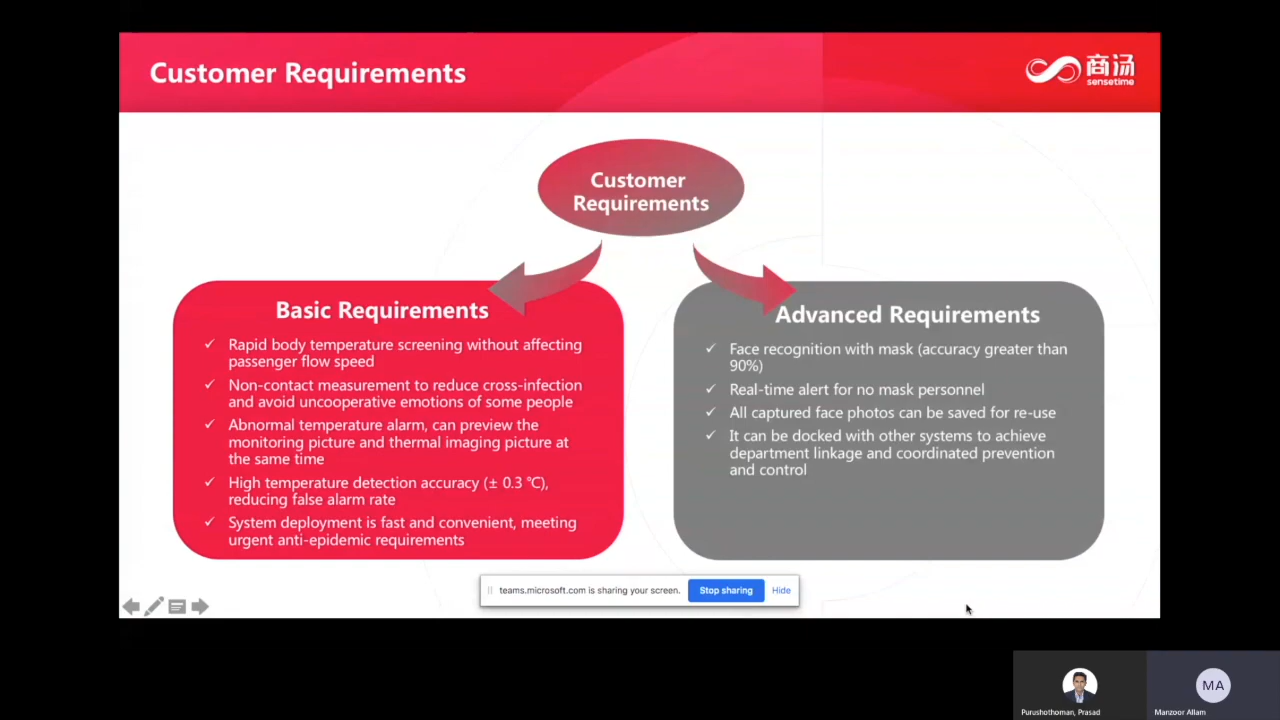 Customer Requirements
商汤
sensetime
Customer
Requirements
Basic Requirements
✓ Rapid body temperature screening without affecting
passenger flow speed
✓ Non-contact measurement to reduce cross-infection
and avoid uncooperative emotions of some people
✓ Abnormal temperature alarm, can preview the
monitoring picture and thermal imaging picture at
the same time
✓ High temperature detection accuracy (± 0.3 ℃),
reducing false alarm rate
✓ System deployment is fast and convenient, meeting
urgent anti-epidemic requirements
Advanced Requirements
✓ Face recognition with mask (accuracy greater than
90%)
✓ Real-time alert for no mask personnel
✓ All captured face photos can be saved for re-use
✓ It can be docked with other systems to achieve
department linkage and coordinated prevention
and control
teams.microsoft.com is sharing your screen.
Stop sharing
Hide
MA
Purushothoman, Prasad
Manzoor Allam